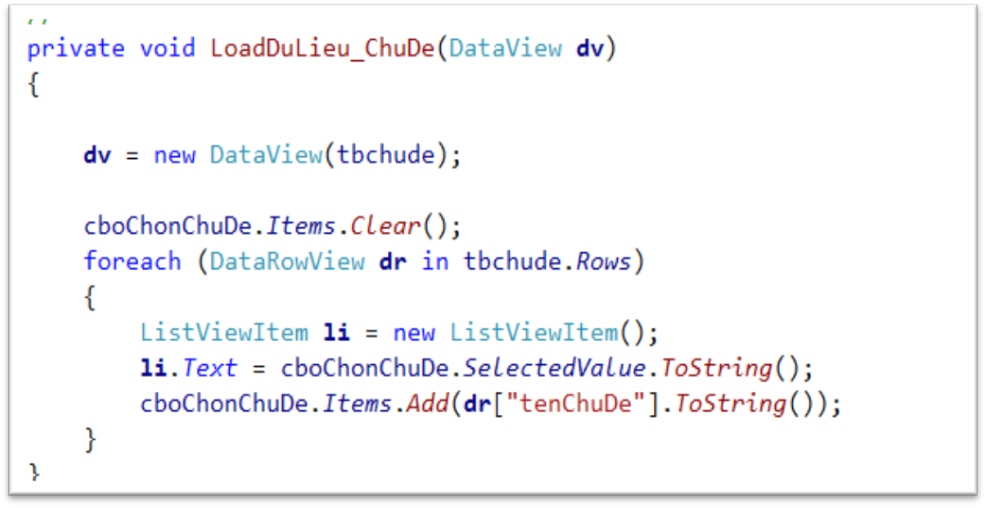 //
private void LoadDuLieu_ChuDe(DataView dv)
{
dv = new DataView(tbchude);
cboChonChuDe.Items.Clear();
foreach (DataRowView dr in tbchude.Rows)
{
ListViewItem li = new ListViewItem();
li.Text = cboChonChuDe.SelectedValue.ToString();
cboChonChuDe.Items.Add(dr["tenChuDe"].ToString());
}
}